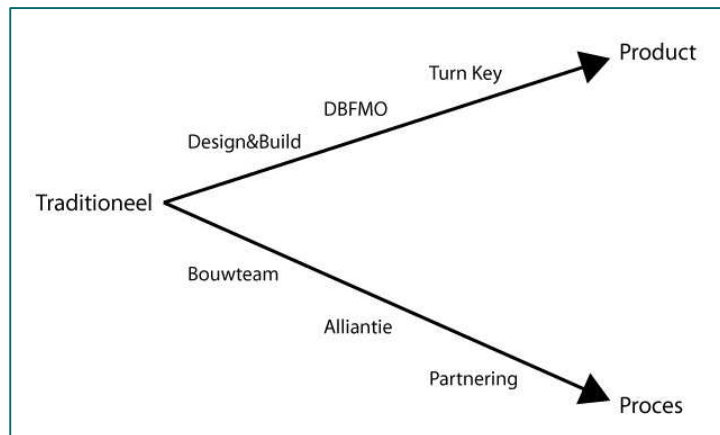 Product
Turn Key
DBFMO
Design&Build
Traditioneel
Bouwteam
Alliantie
Partnering
Proces